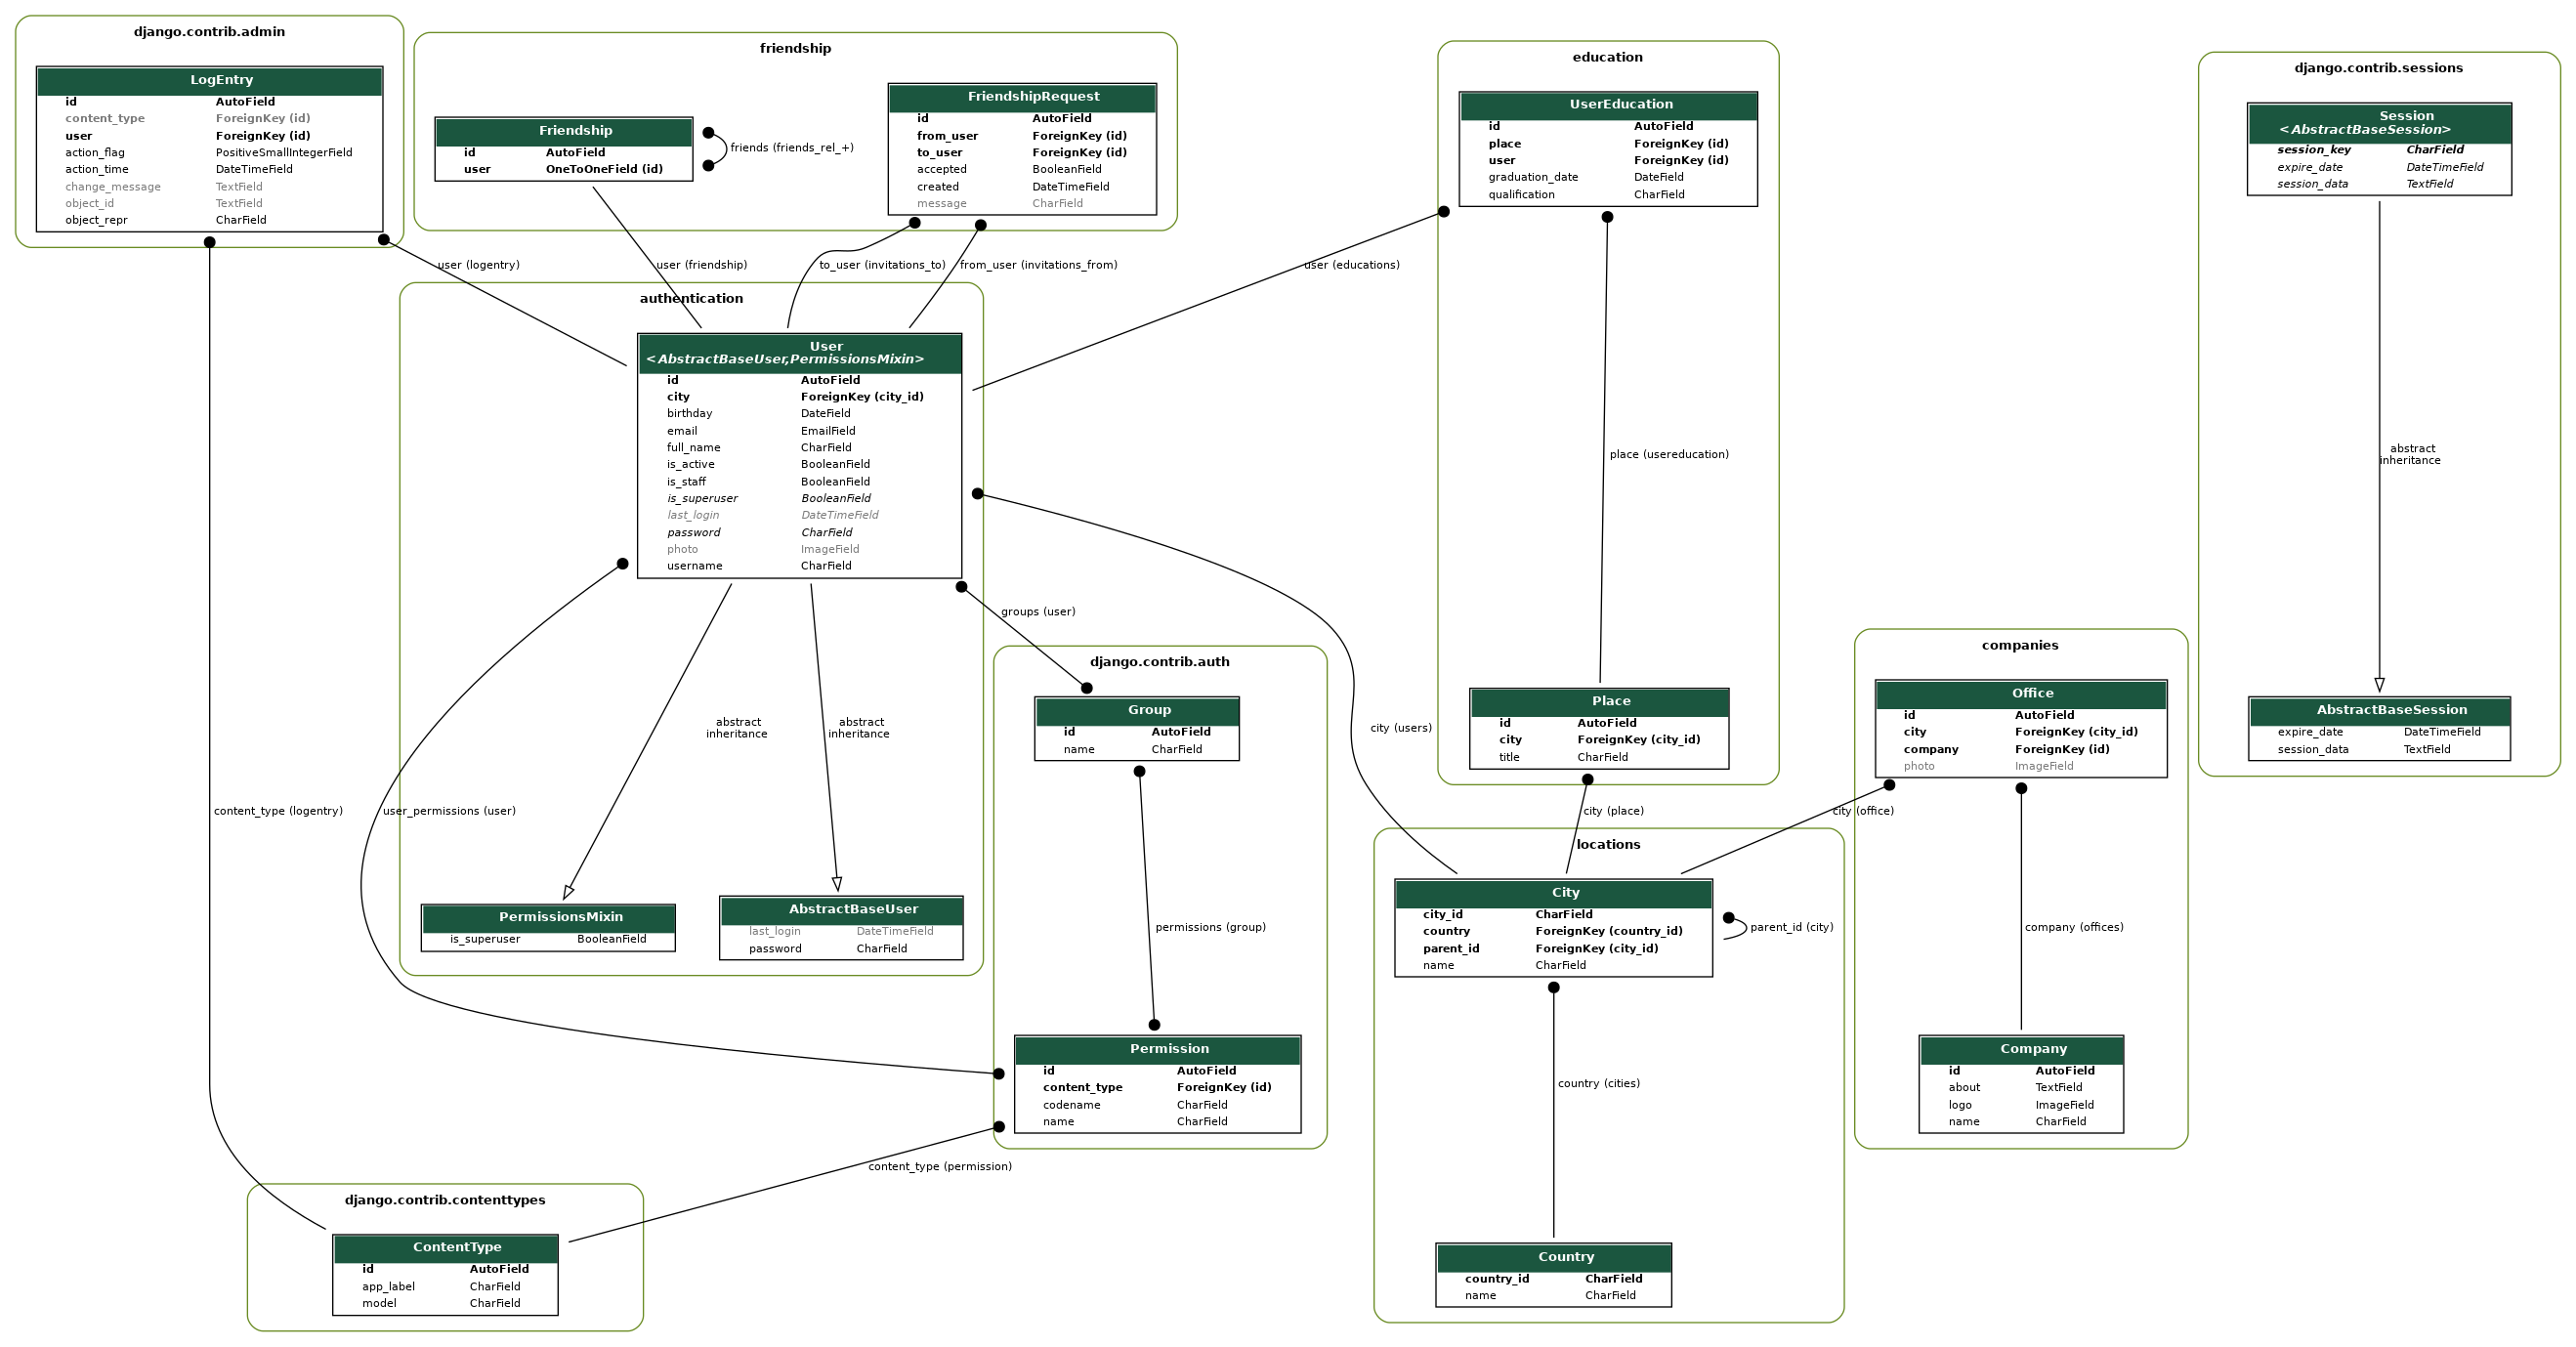 django.contrib.admin
LogEntry
id AutoField
content_type ForeignKey (id)
user ForeignKey (id)
action_flag PositiveSmallIntegerField
action_time DateTimeField
change_message TextField
object_id TextField
object_repr CharField
friendship
Friendship
id AutoField
user OneToOneField (id)
friends (friends_rel_+)
FriendshipRequest
id AutoField
from_user ForeignKey (id)
to_user ForeignKey (id)
accepted BooleanField
created DateTimeField
message CharField
education
UserEducation
id AutoField
place ForeignKey (id)
user ForeignKey (id)
graduation_date DateField
qualification CharField
django.contrib.sessions
Session
<AbstractBaseSession>
session_key CharField
expire_date DateTimeField
session_data TextField
user (logentry)
user (friendship)
to_user (invitations_to)
from_user (invitations_from)
user (educations)
authentication
User
<AbstractBaseUser,PermissionsMixin>
id AutoField
city ForeignKey (city_id)
birthday DateField
email EmailField
full_name CharField
is_active BooleanField
is_staff BooleanField
is_superuser BooleanField
last_login DateTimeField
password CharField
photo ImageField
username CharField
place (usereducation)
abstract
inheritance
groups (user)
django.contrib.auth
Group
id AutoField
name CharField
abstract
inheritance
abstract
inheritance
city (users)
Place
id AutoField
city ForeignKey (city_id)
title CharField
companies
Office
id AutoField
city ForeignKey (city_id)
company ForeignKey (id)
photo ImageField
AbstractBaseSession
expire_date DateTimeField
session_data TextField
content_type (logentry)
user_permissions (user)
city (place)
city (office)
locations
PermissionsMixin
is_superuser BooleanField
AbstractBaseUser
last_login DateTimeField
password CharField
permissions (group)
City
city_id CharField
country ForeignKey (country_id)
parent_id ForeignKey (city_id)
name CharField
parent_id (city)
company (offices)
Permission
id AutoField
content_type ForeignKey (id)
codename CharField
name CharField
country (cities)
Company
id AutoField
about TextField
logo ImageField
name CharField
content_type (permission)
django.contrib.contenttypes
ContentType
id AutoField
app_label CharField
model CharField
Country
country_id CharField
name CharField